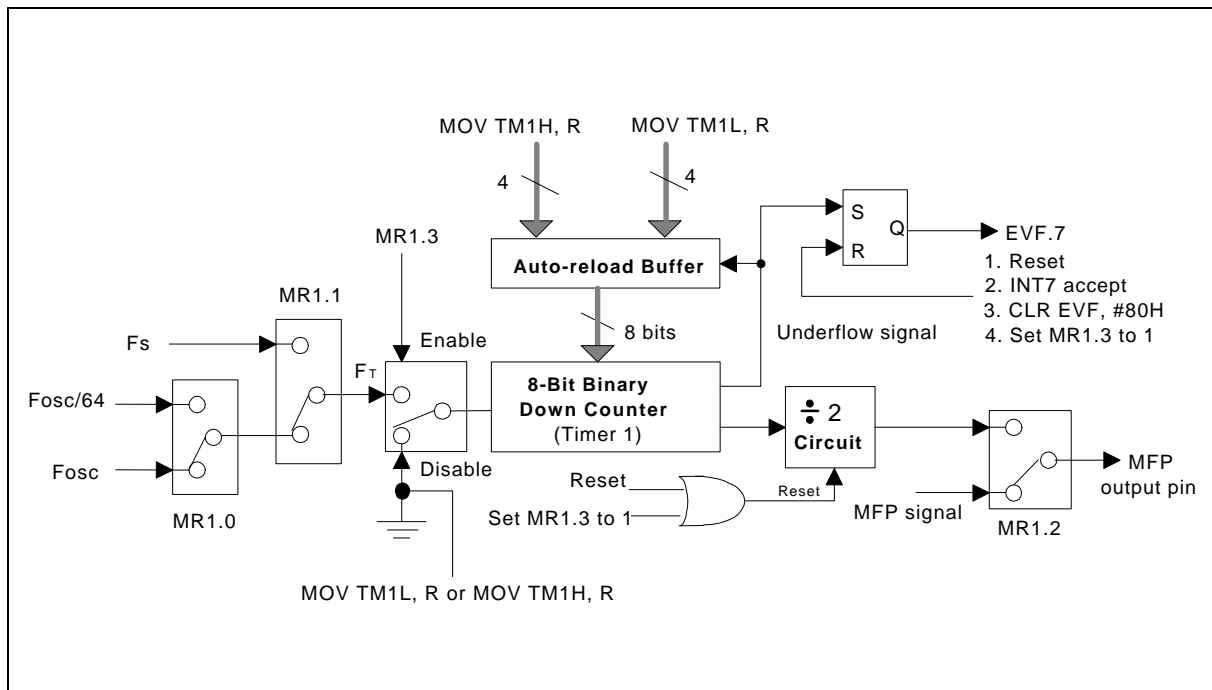 MOV TM1H, R
MOV TM1L, R
4
4
MR1.3
S
Q
R
EVF.7
1. Reset
2. INT7 accept
3. CLR EVF, #80H
4. Set MR1.3 to 1
Auto-reload Buffer
MR1.1
8 bits
Underflow signal
Fs
Enable
FT
Fosc/64
8-Bit Binary
Down Counter
(Timer 1)
÷ 2
Circuit
Fosc
Disable
MFP
output pin
Reset
Reset
Set MR1.3 to 1
MFP signal
MR1.0
MR1.2
MOV TM1L, R or MOV TM1H, R